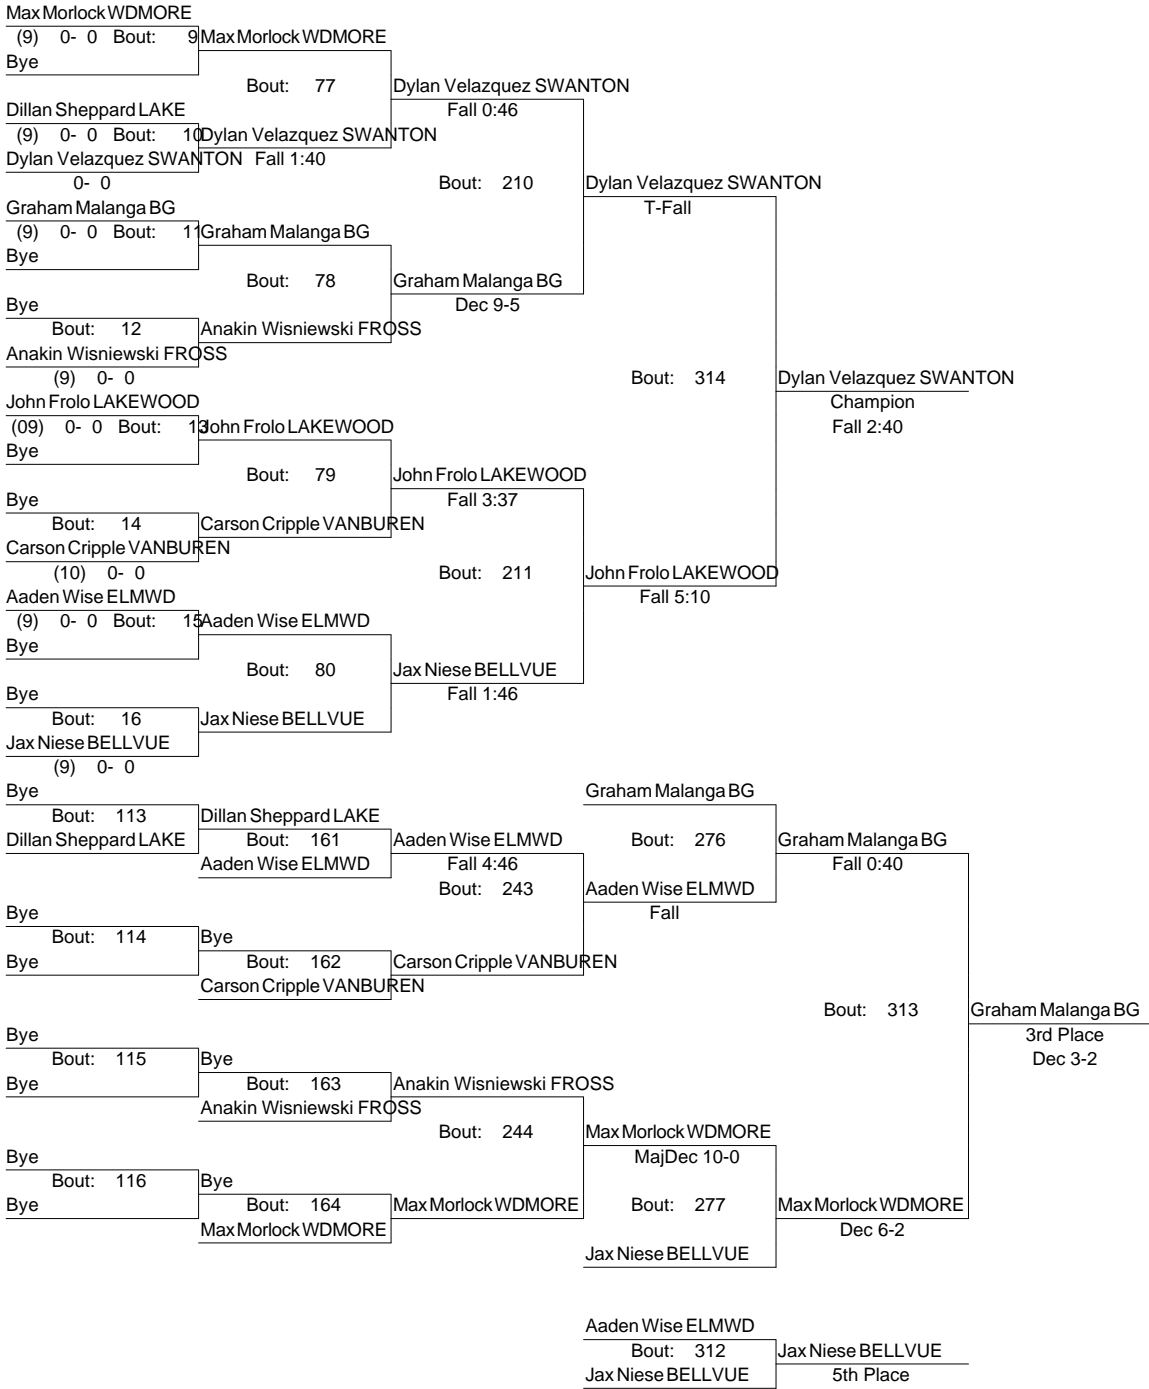 Max Morlock WDMORE
(9) 0- 0 Bout: 9 Max Morlock WDMORE
Bye
Bout: 77 Dylan Velazquez SWANTON
Dillan Sheppard LAKE Fall 0:46
(9) 0- 0 Bout: 10 Dylan Velazquez SWANTON
Dylan Velazquez SWANTON Fall 1:40
0- 0 Bout: 210 Dylan Velazquez SWANTON
Graham Malanga BG T-Fall
(9) 0- 0 Bout: 11 Graham Malanga BG
Bye
Bout: 78 Graham Malanga BG
Bye Dec 9-5
Bout: 12 Anakin Wisniewski FROSS
Anakin Wisniewski FROSS
(9) 0- 0 Bout: 314 Dylan Velazquez SWANTON
John Frolo LAKEWOOD Champion
(09) 0- 0 Bout: 13 John Frolo LAKEWOOD Fall 2:40
Bye
Bout: 79 John Frolo LAKEWOOD
Bye Fall 3:37
Bout: 14 Carson Cripple VANBUREN
Carson Cripple VANBUREN
(10) 0- 0 Bout: 211 John Frolo LAKEWOOD
Aaden Wise ELMWD Fall 5:10
(9) 0- 0 Bout: 15 Aaden Wise ELMWD
Bye
Bout: 80 Jax Niese BELLVUE
Bye Fall 1:46
Bout: 16 Jax Niese BELLVUE
Jax Niese BELLVUE
(9) 0- 0
Bye Graham Malanga BG
Bout: 113 Dillan Sheppard LAKE
Dillan Sheppard LAKE Bout: 161 Aaden Wise ELMWD Bout: 276 Graham Malanga BG
Aaden Wise ELMWD Fall 4:46 Fall 0:40
Bout: 243 Aaden Wise ELMWD
Bye Fall
Bout: 114 Bye
Bye Bout: 162 Carson Cripple VANBUREN
Carson Cripple VANBUREN
Bout: 313 Graham Malanga BG
Bye 3rd Place
Bout: 115 Bye Dec 3-2
Bye Bout: 163 Anakin Wisniewski FROSS
Anakin Wisniewski FROSS
Bout: 244 Max Morlock WDMORE
Bye MajDec 10-0
Bout: 116 Bye
Bye Bout: 164 Max Morlock WDMORE Bout: 277 Max Morlock WDMORE
Max Morlock WDMORE Dec 6-2
Jax Niese BELLVUE
Aaden Wise ELMWD
Bout: 312 Jax Niese BELLVUE
Jax Niese BELLVUE 5th Place